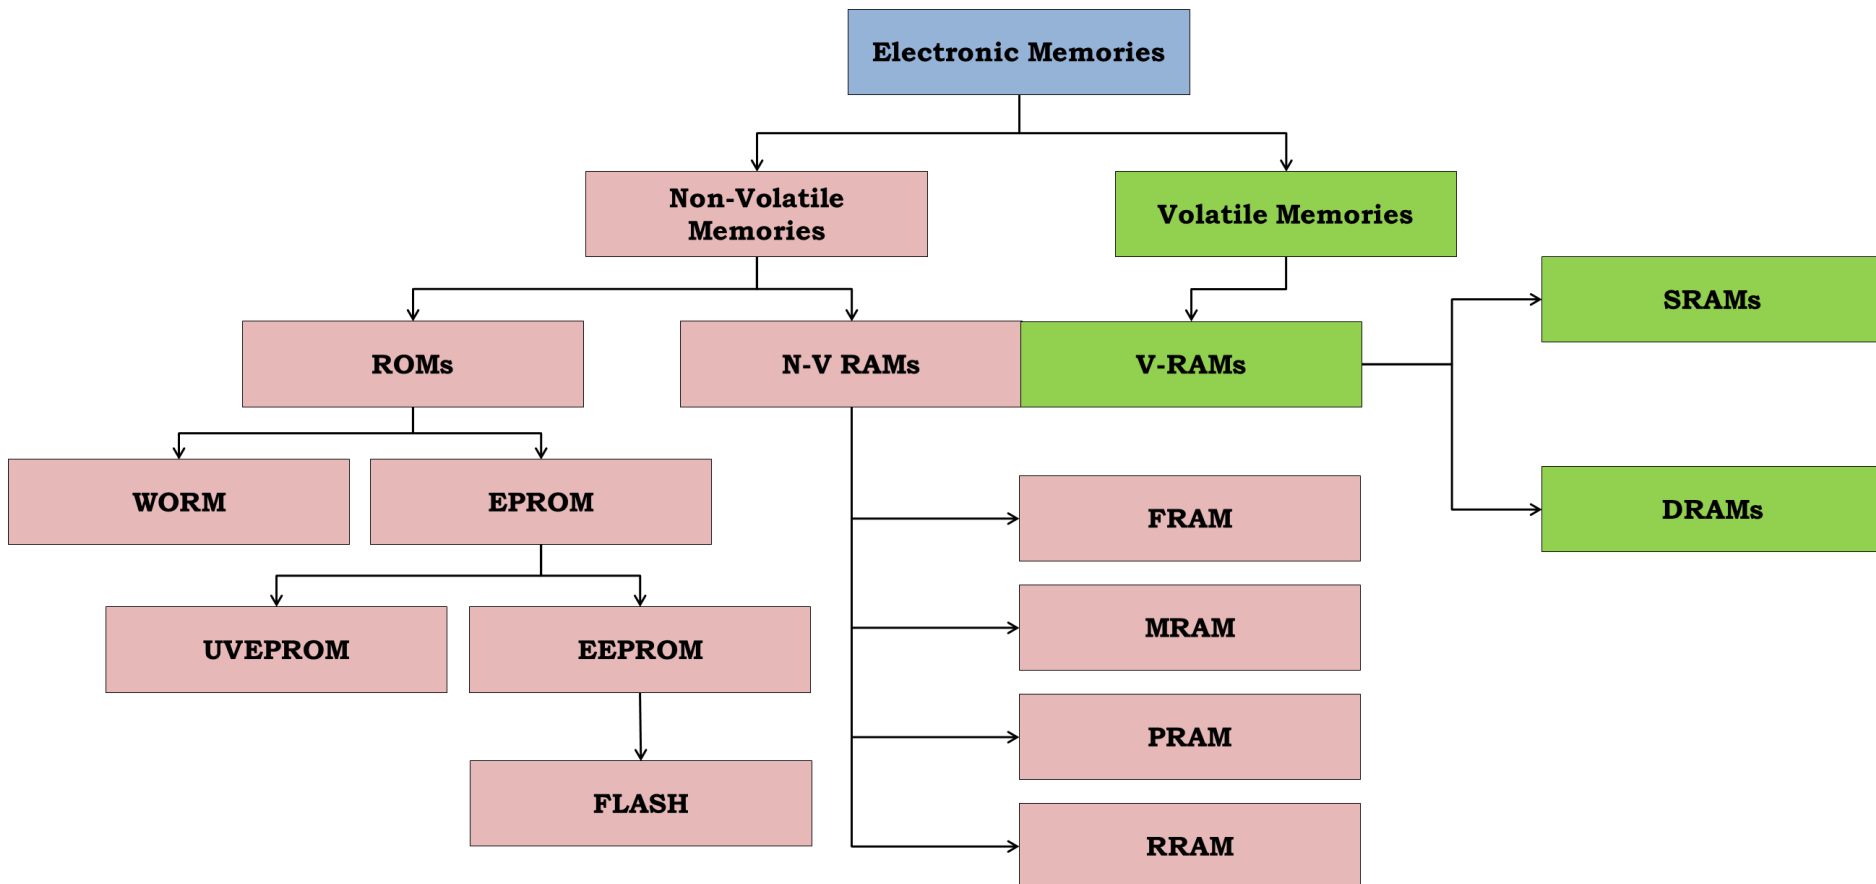 Electronic Memories
Non-Volatile
Memories
Volatile Memories
SRAMs
ROMs
N-V RAMs
V-RAMs
WORM
EPROM
FRAM
DRAMs
MRAM
UVEPROM
EEPROM
PRAM
FLASH
RRAM